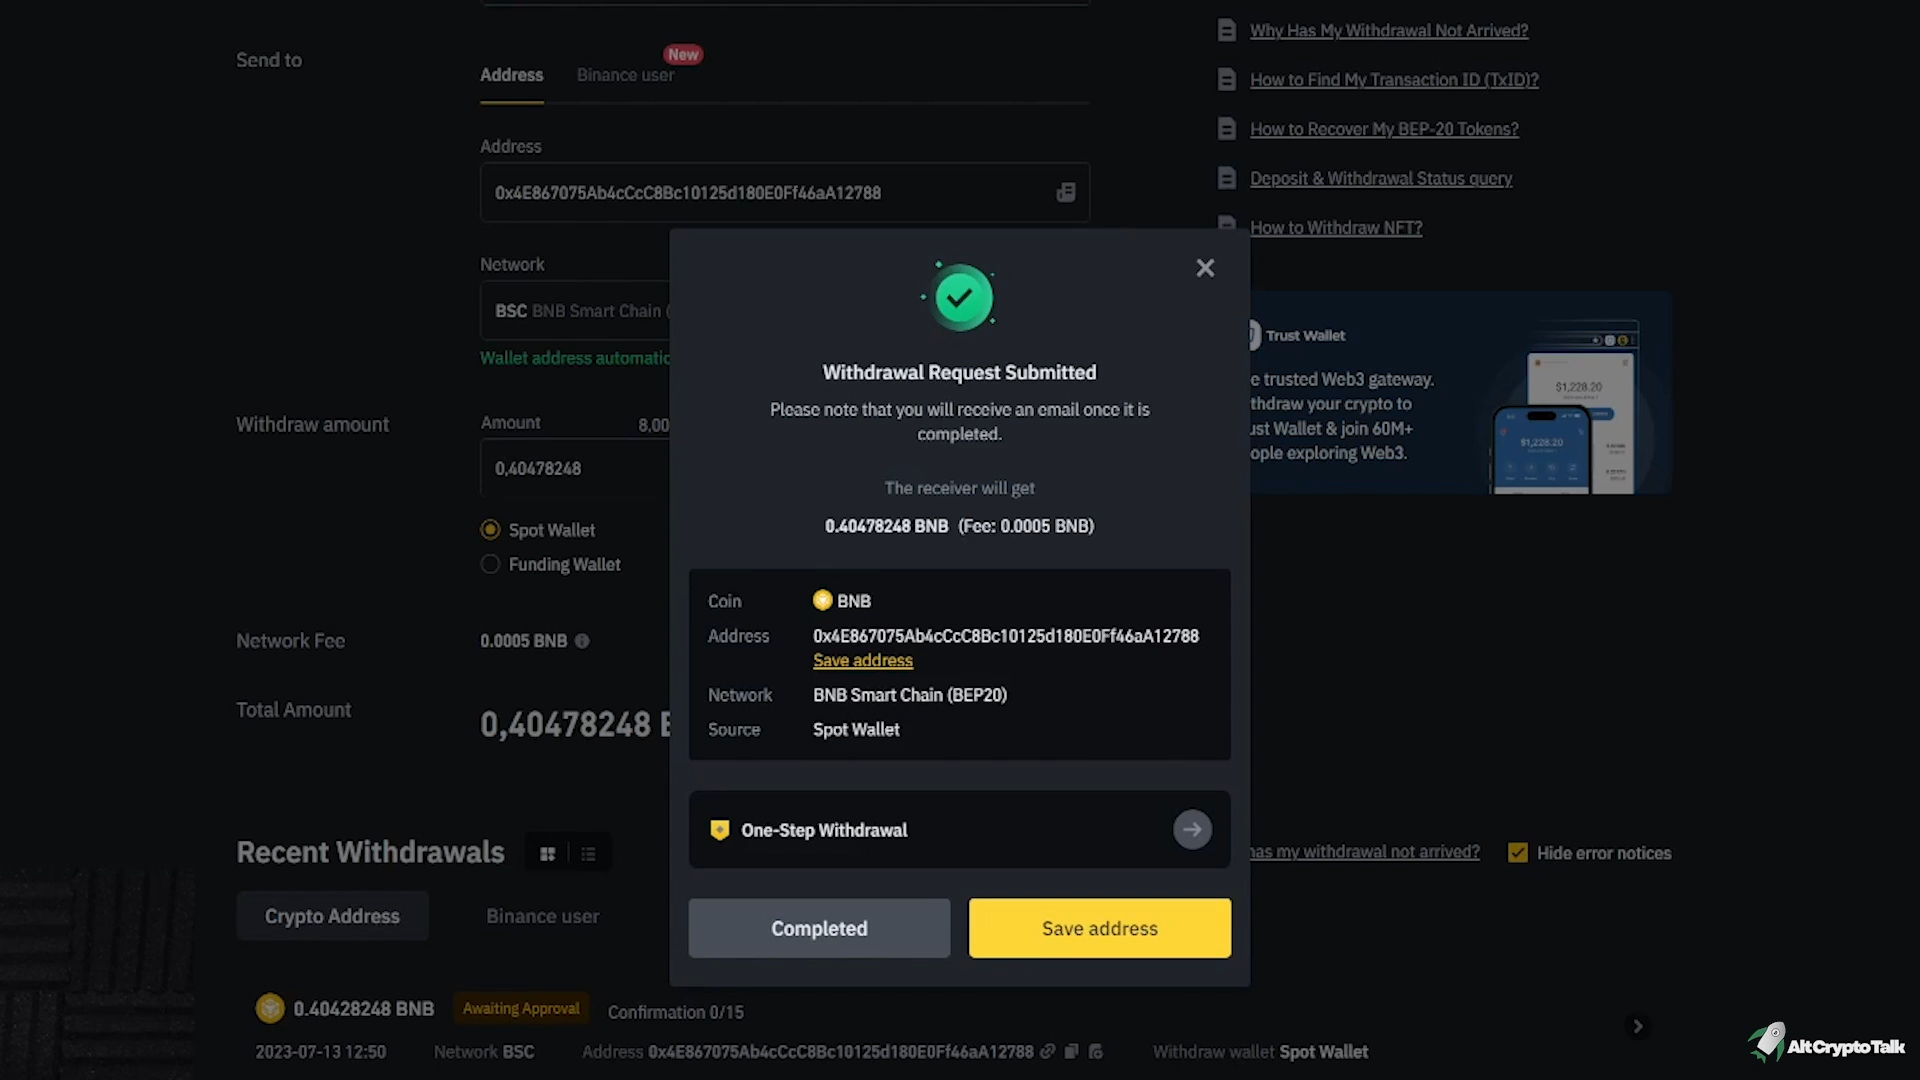 Send to
Address
Binance user
New
Address
0x4E867075Ab4cCcC8Bc10125d180E0Ff46aA12788
Network
BSC BNB Smart Chain (
Wallet address automatic
Withdraw amount
Amount
8.00
0,40478248
Spot Wallet
Funding Wallet
Network Fee
0.0005 BNB
Total Amount
0,40478248 B
Why Has My Withdrawal Not Arrived?
How to Find My Transaction ID (TxID)?
How to Recover My BEP-20 Tokens?
Deposit & Withdrawal Status query
How to Withdraw NFT?
Trust Wallet
e trusted Web3 gateway.
thdraw your crypto to
ust Wallet & join 60M+
ople exploring Web3.
$1,228.20
$1,228.20
Withdrawal Request Submitted
Please note that you will receive an email once it is
completed.
The receiver will get
0.40478248 BNB (Fee: 0.0005 BNB)
Coin
BNB
Address
0x4E867075Ab4cCcC8Bc10125d180E0Ff46aA12788
Save address
Network
BNB Smart Chain (BEP20)
Source
Spot Wallet
One-Step Withdrawal
Completed
Save address
Recent Withdrawals
has my withdrawal not arrived?
Hide error notices
Crypto Address
Binance user
0.40428248 BNB
Awaiting Approval
Confirmation 0/15
2023-07-13 12:50
Network BSC
Address 0x4E867075Ab4cCcC8Bc10125d180E0Ff46aA12788
Withdraw wallet Spot Wallet
AltCryptoTalk